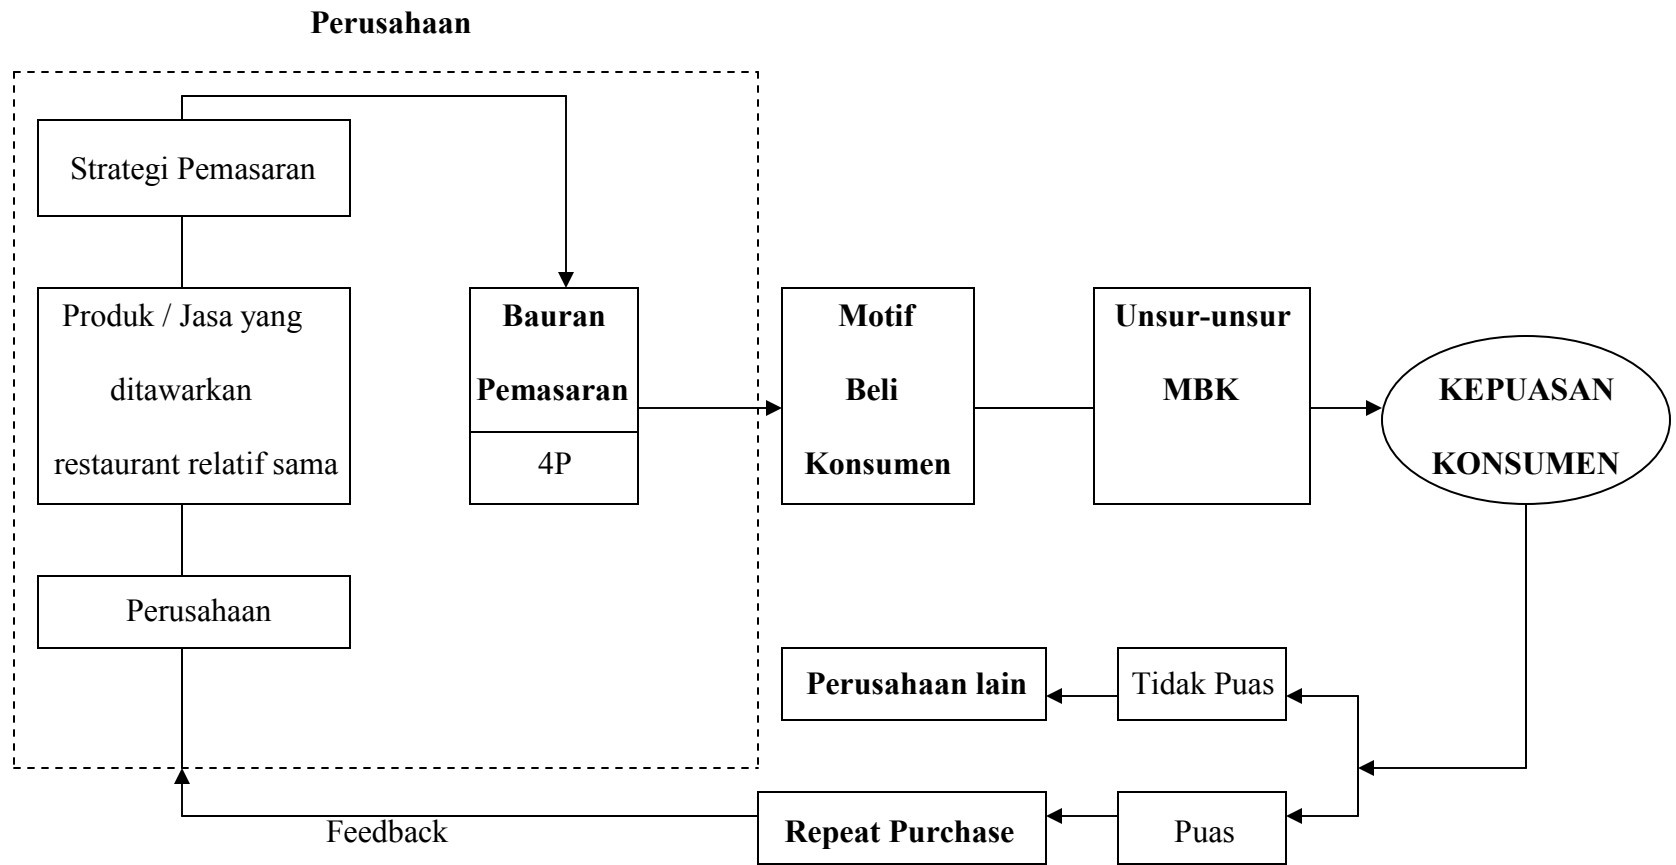 Perusahaan
Strategi Pemasaran
Produk / Jasa yang
ditawarkan
restaurant relatif sama
Perusahaan
Bauran
Pemasaran
4P
Motif
Beli
Konsumen
Unsur-unsur
MBK
KEPUASAN
KONSUMEN
Perusahaan lain
Tidak Puas
Repeat Purchase
Puas
Feedback